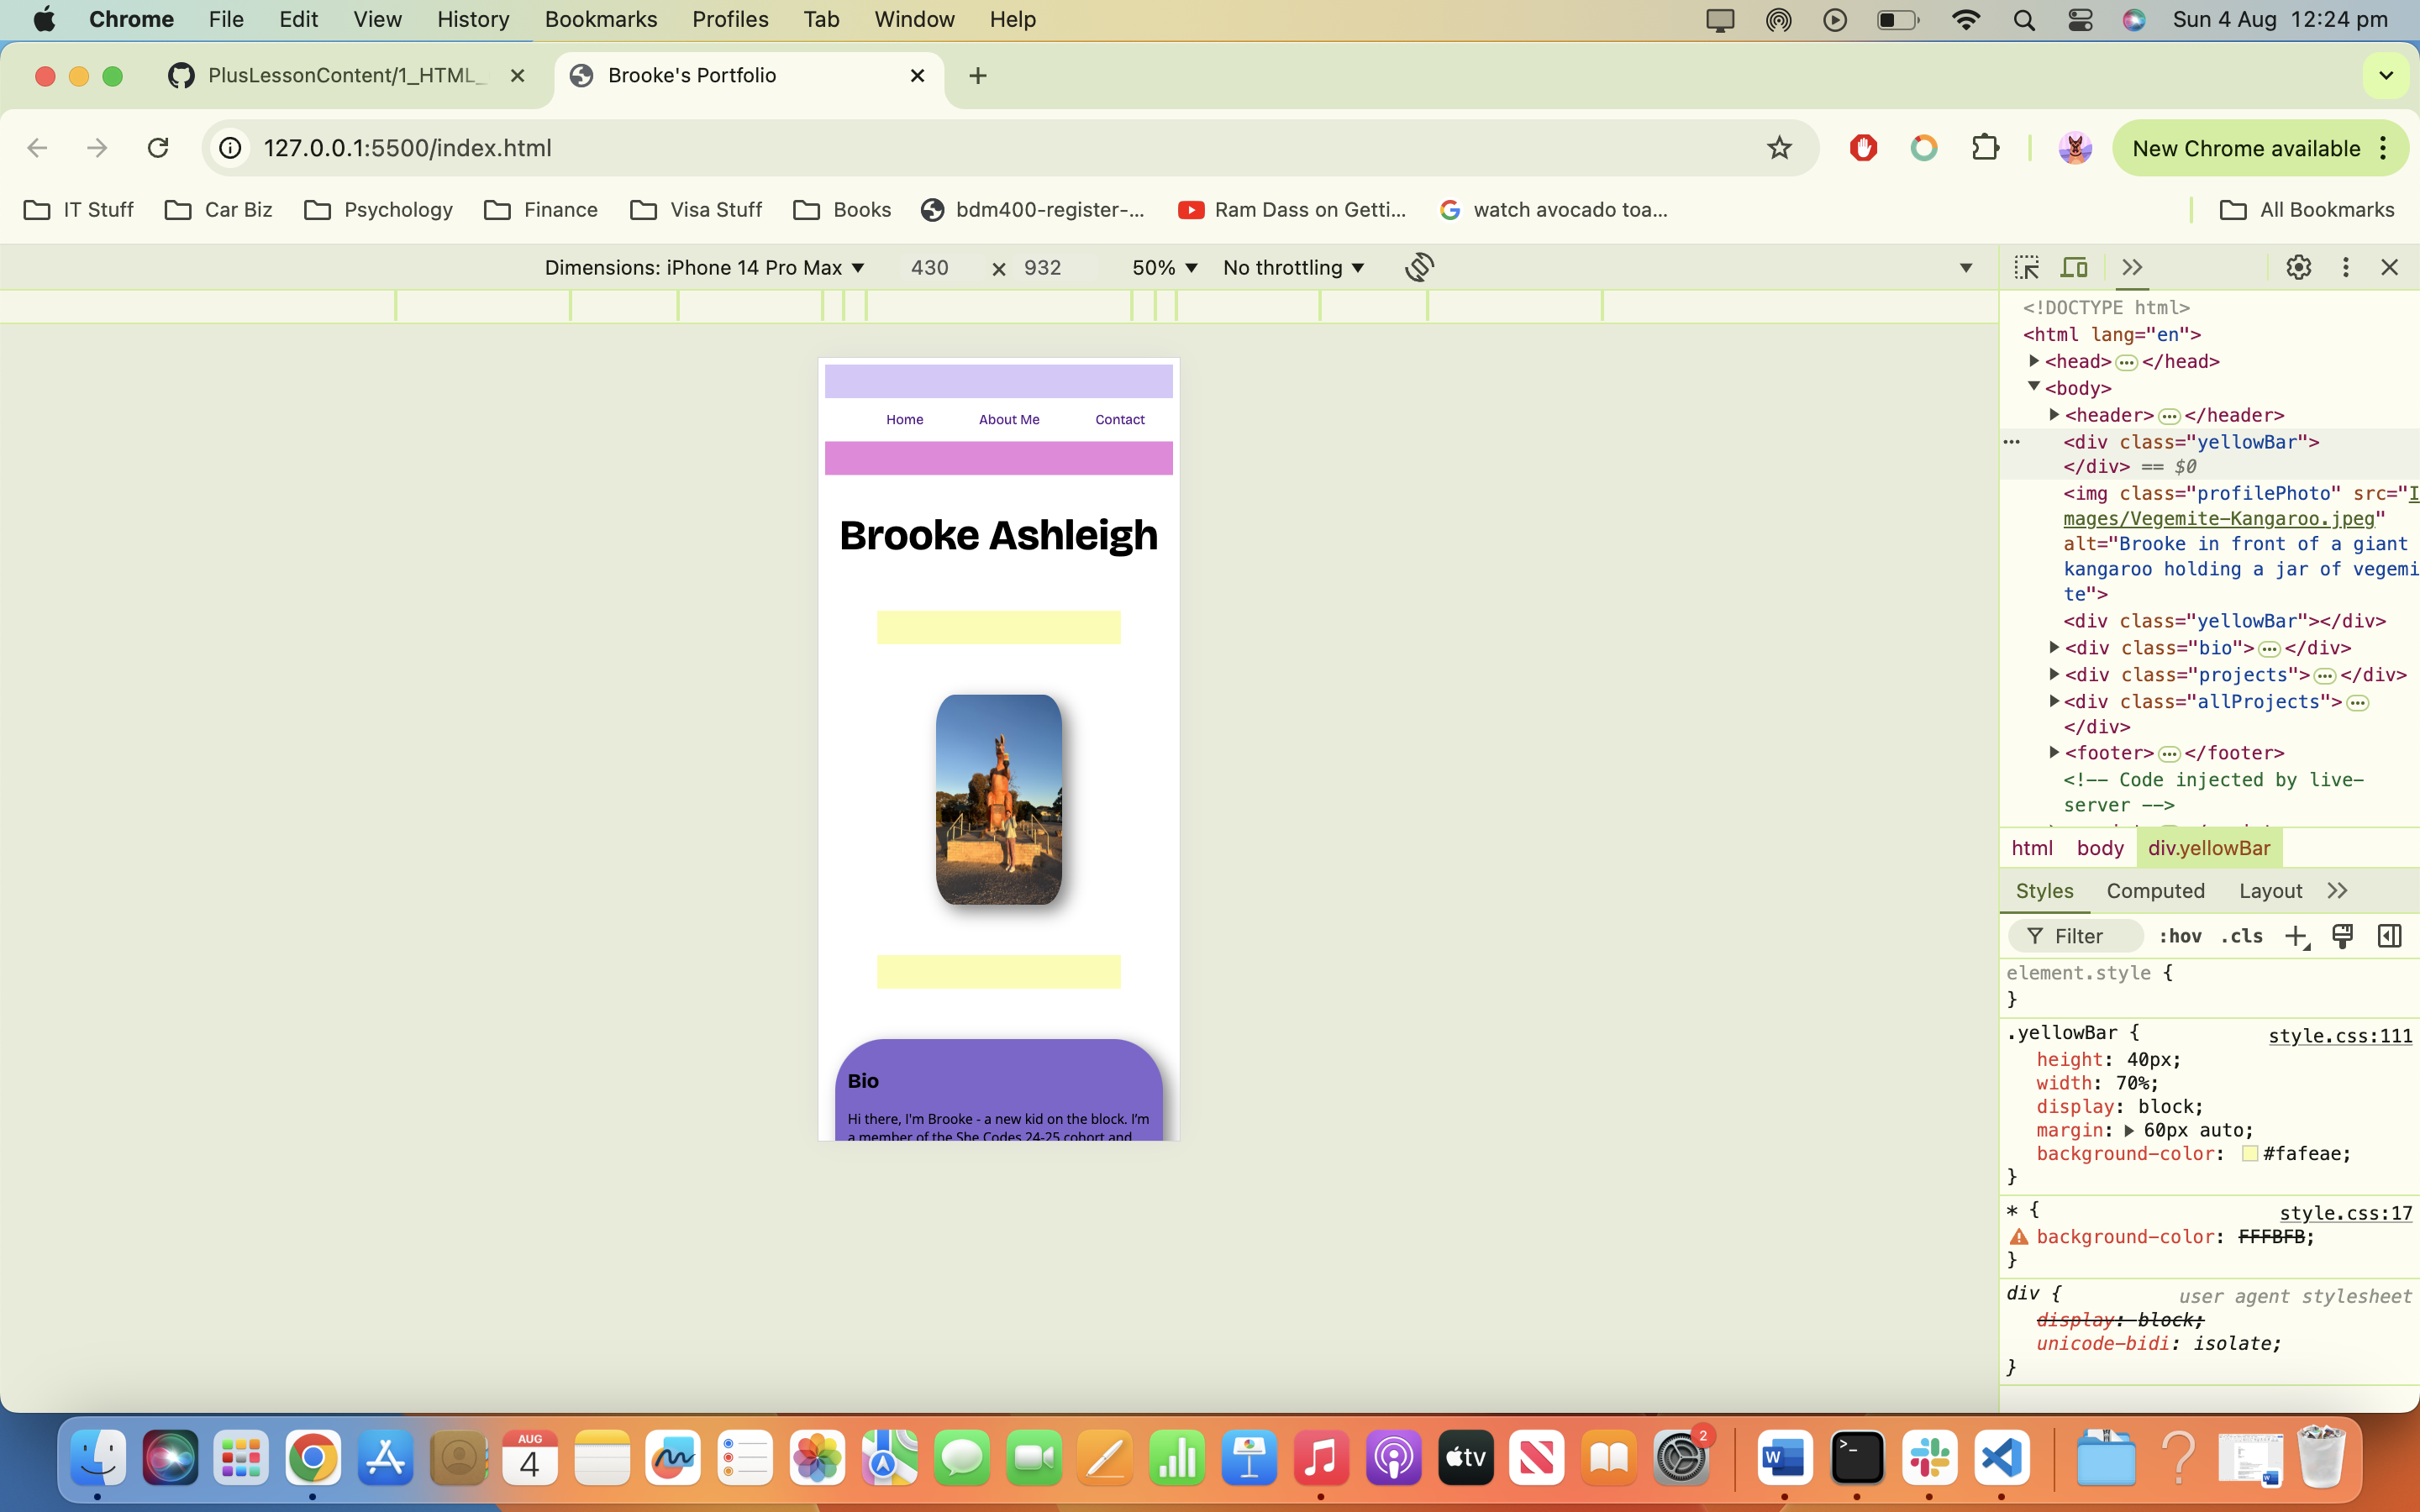 Chrome File Edit View History Bookmarks Profiles Tab Window Help Sun 4 Aug 12:24 pm
PlusLessonContent/1_HTML_ Brooke's Portfolio
127.0.0.1:5500/index.html New Chrome available
IT Stuff Car Biz Psychology Finance Visa Stuff Books bdm400-register-... Ram Dass on Getti... watch avocado toa... All Bookmarks
Dimensions: iPhone 14 Pro Max 430 × 932 50% No throttling
Home About Me Contact
Brooke Ashleigh
Bio
Hi there, I'm Brooke - a new kid on the block. I'm
a member of the She Codes 24-25 cohort and
<!DOCTYPE html>
<html lang="en">
<head> ••• </head>
<body>
<header> ••• </header>
••• <div class="yellowBar">
</div> == $0
<img class="profilePhoto" src="I
mages/Vegemite-Kangaroo.jpeg"
alt="Brooke in front of a giant
kangaroo holding a jar of vegemi
te">
<div class="yellowBar"></div>
<div class="bio"> ••• </div>
<div class="projects"> ••• </div>
<div class="allProjects"> •••
</div>
<footer> ••• </footer>
<!-- Code injected by live-
server -->
html body div.yellowBar
Styles Computed Layout
Filter :hov .cls
element.style {
}
.yellowBar { style.css:111
height: 40px;
width: 70%;
display: block;
margin: 60px auto;
background-color: #fafeae;
}
* { style.css:17
background-color: FFFBFB;
}
div { user agent stylesheet
display: block;
unicode-bidi: isolate;
}
AUG
4
tv
2
W
>_